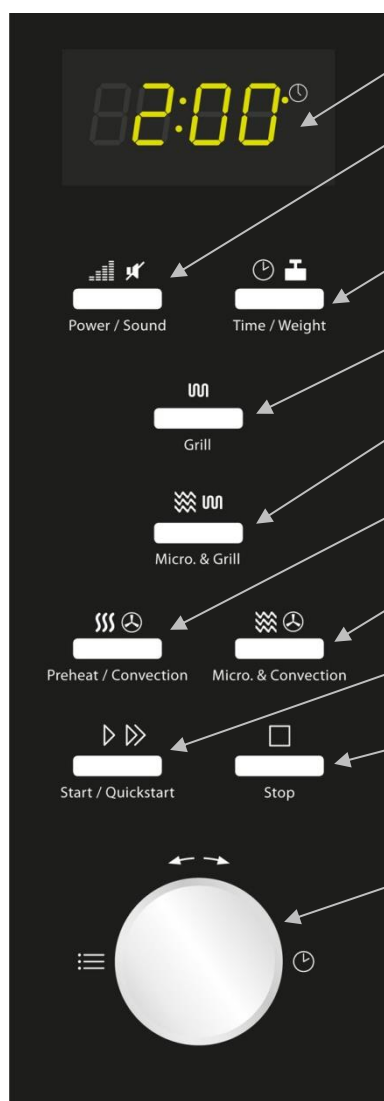 2:00
Power / Sound
Time / Weight
Grill
Micro. & Grill
Preheat / Convection
Micro. & Convection
Start / Quickstart
Stop